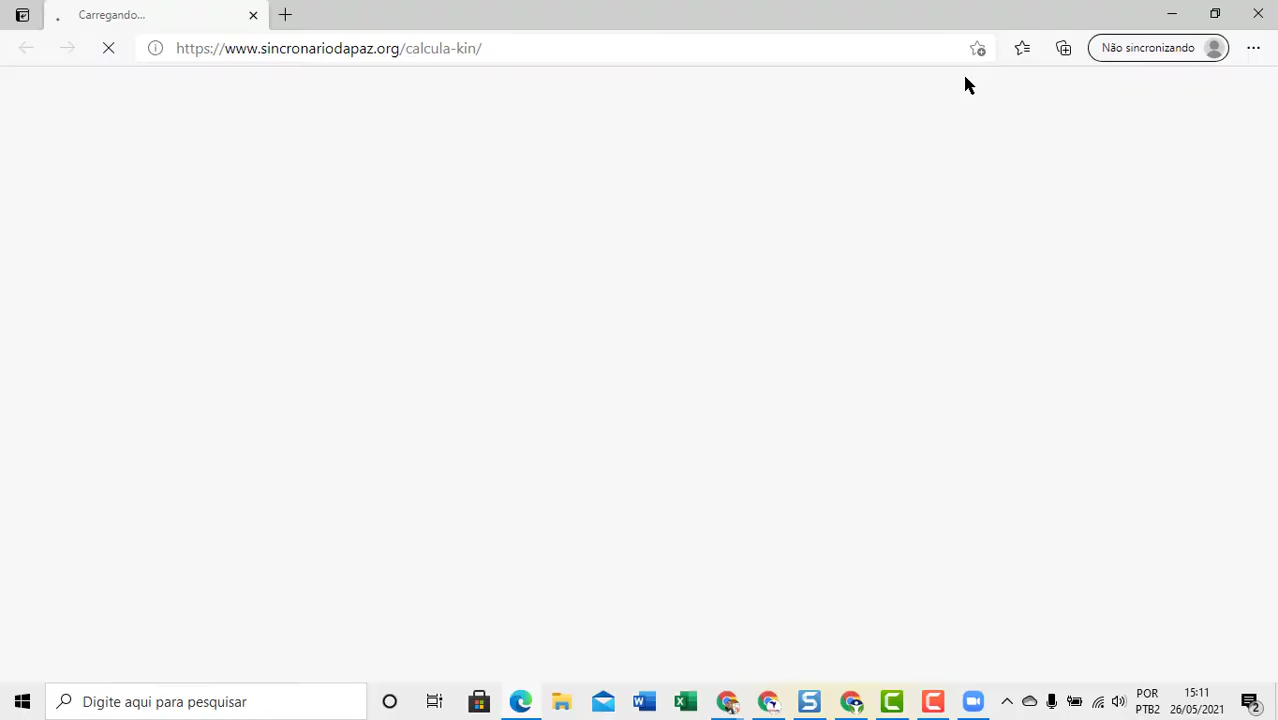 Carregando...
https://www.sincronariodapaz.org/calcula-kin/
Não sincronizando
Digite aqui para pesquisar
POR
PTB2
15:11
26/05/2021
2